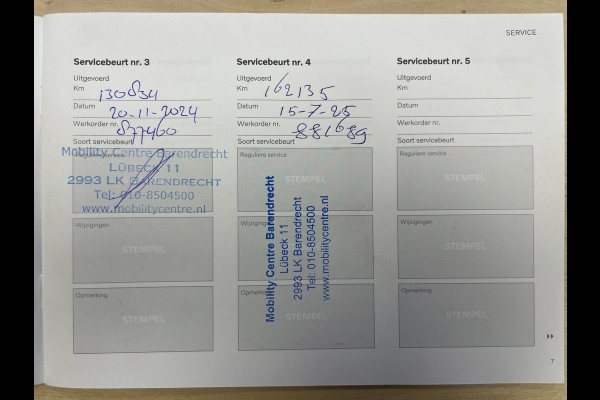 SERVICE
Servicebeurt nr. 3
Uitgevoerd
Km 130834
Datum 20-11-2024
Werkorder nr. 877460
Soort servicebeurt
Reguliere service
Mobility Centre Barendrecht
Lübeck 11
2993 LK Barendrecht
Tel: 010-8504500
www.mobilitycentre.nl
Wijzigingen
STEMPEL
Opmerking
STEMPEL
Servicebeurt nr. 4
Uitgevoerd
Km 162135
Datum 15-7-25
Werkorder nr. 881689
Soort servicebeurt
Reguliere service
STEMPEL
Wijzigingen
Opmerking
STEMPEL
Mobility Centre Barendrecht
Lübeck 11
2993 LK Barendrecht
Tel: 010-8504500
www.mobilitycentre.nl
Servicebeurt nr. 5
Uitgevoerd
Km
Datum
Werkorder nr.
Soort servicebeurt
Reguliere service
STEMPEL
Wijzigingen
STEMPEL
Opmerking
STEMPEL
7